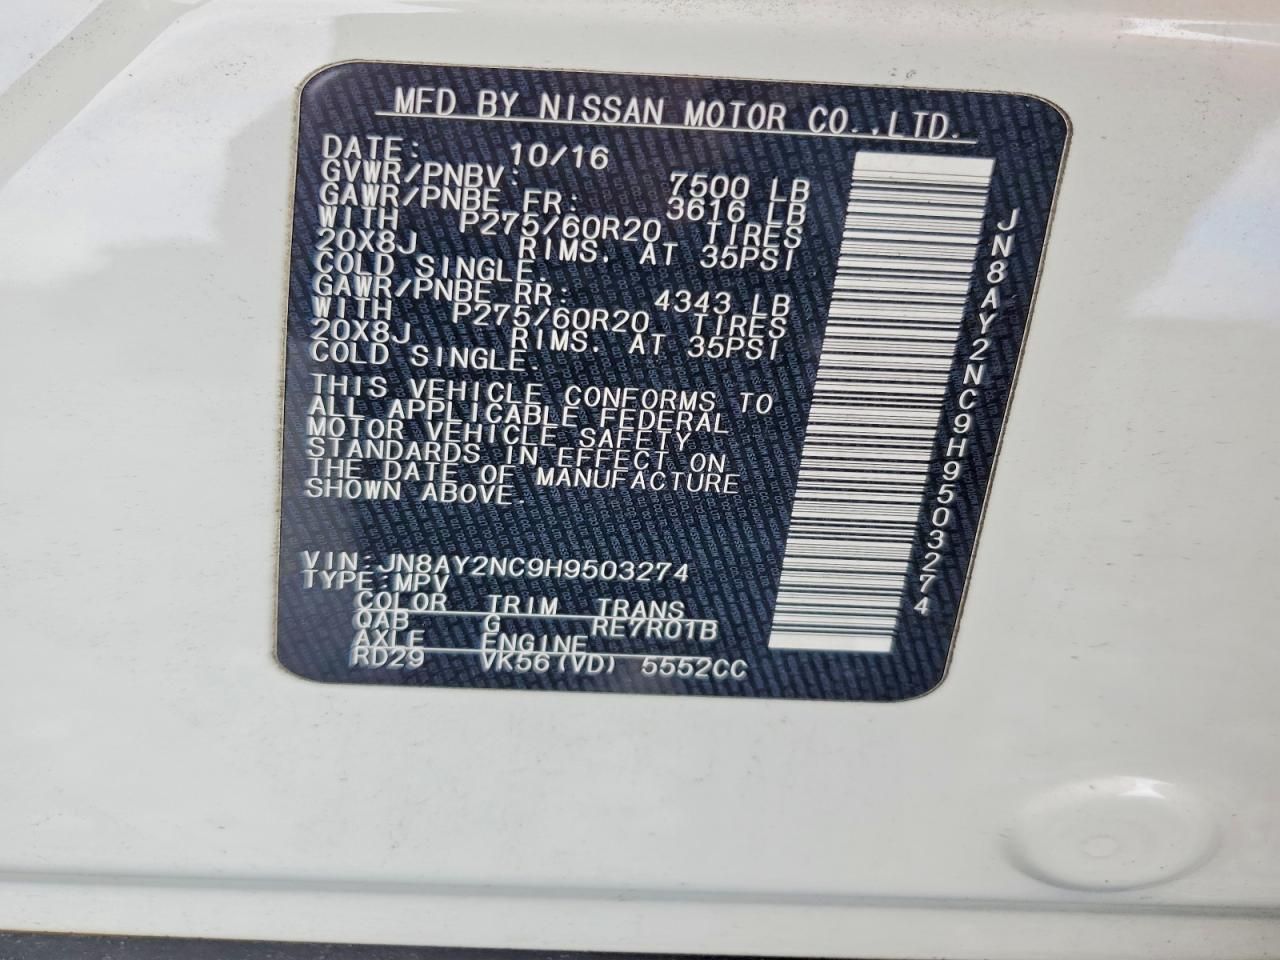 MFD BY NISSAN MOTOR CO.,LTD.
DATE: 10/16
GVWR/PNBV: 7500 LB
GAWR/PNBE FR: 3616 LB
WITH P275/60R20 TIRES
20X8J RIMS. AT 35PSI
COLD SINGLE.
GAWR/PNBE RR: 4343 LB
WITH P275/60R20 TIRES
20X8J RIMS. AT 35PSI
COLD SINGLE.
THIS VEHICLE CONFORMS TO
ALL APPLICABLE FEDERAL
MOTOR VEHICLE SAFETY
STANDARDS IN EFFECT ON
THE DATE OF MANUFACTURE
SHOWN ABOVE.
VIN:JN8AY2NC9H9503274
TYPE:MPV
COLOR TRIM TRANS
QAB G RE7R01B
AXLE ENGINE
RD29 VK56(VD) 5552CC
JN8AY2NC9H9503274